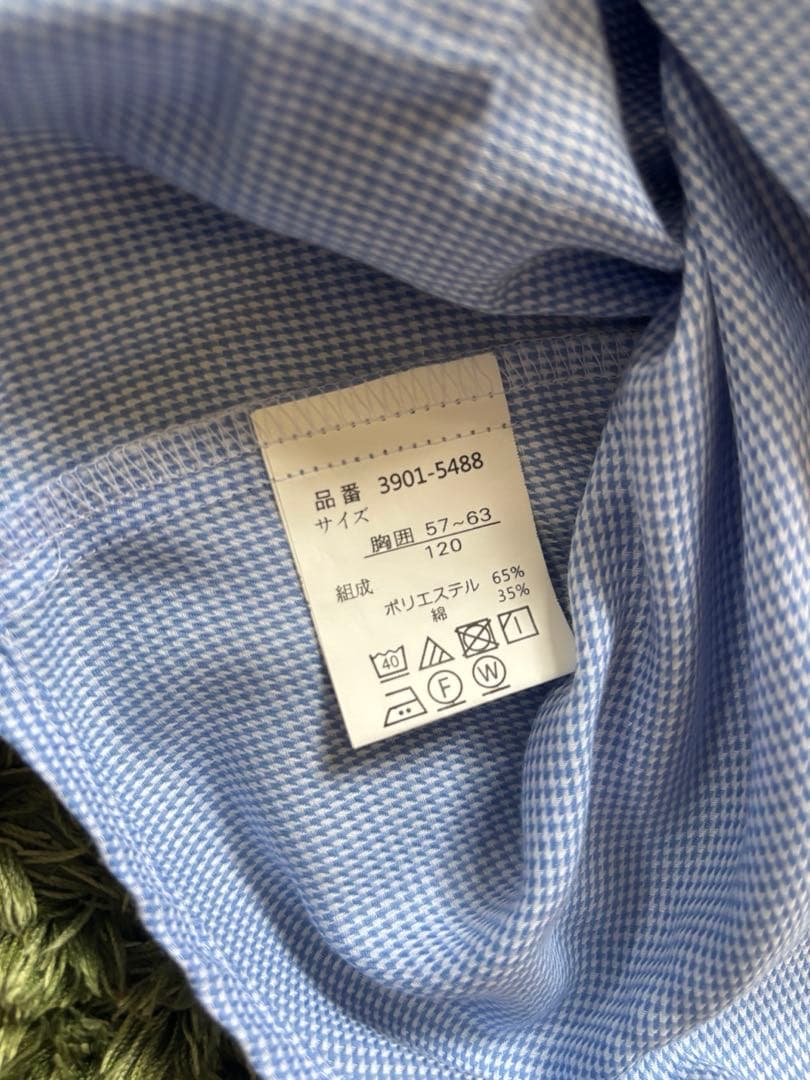 品番 3901-5488
サイズ
胸囲 57~63
120
組成
ポリエステル 65%
綿 35%
40
F W